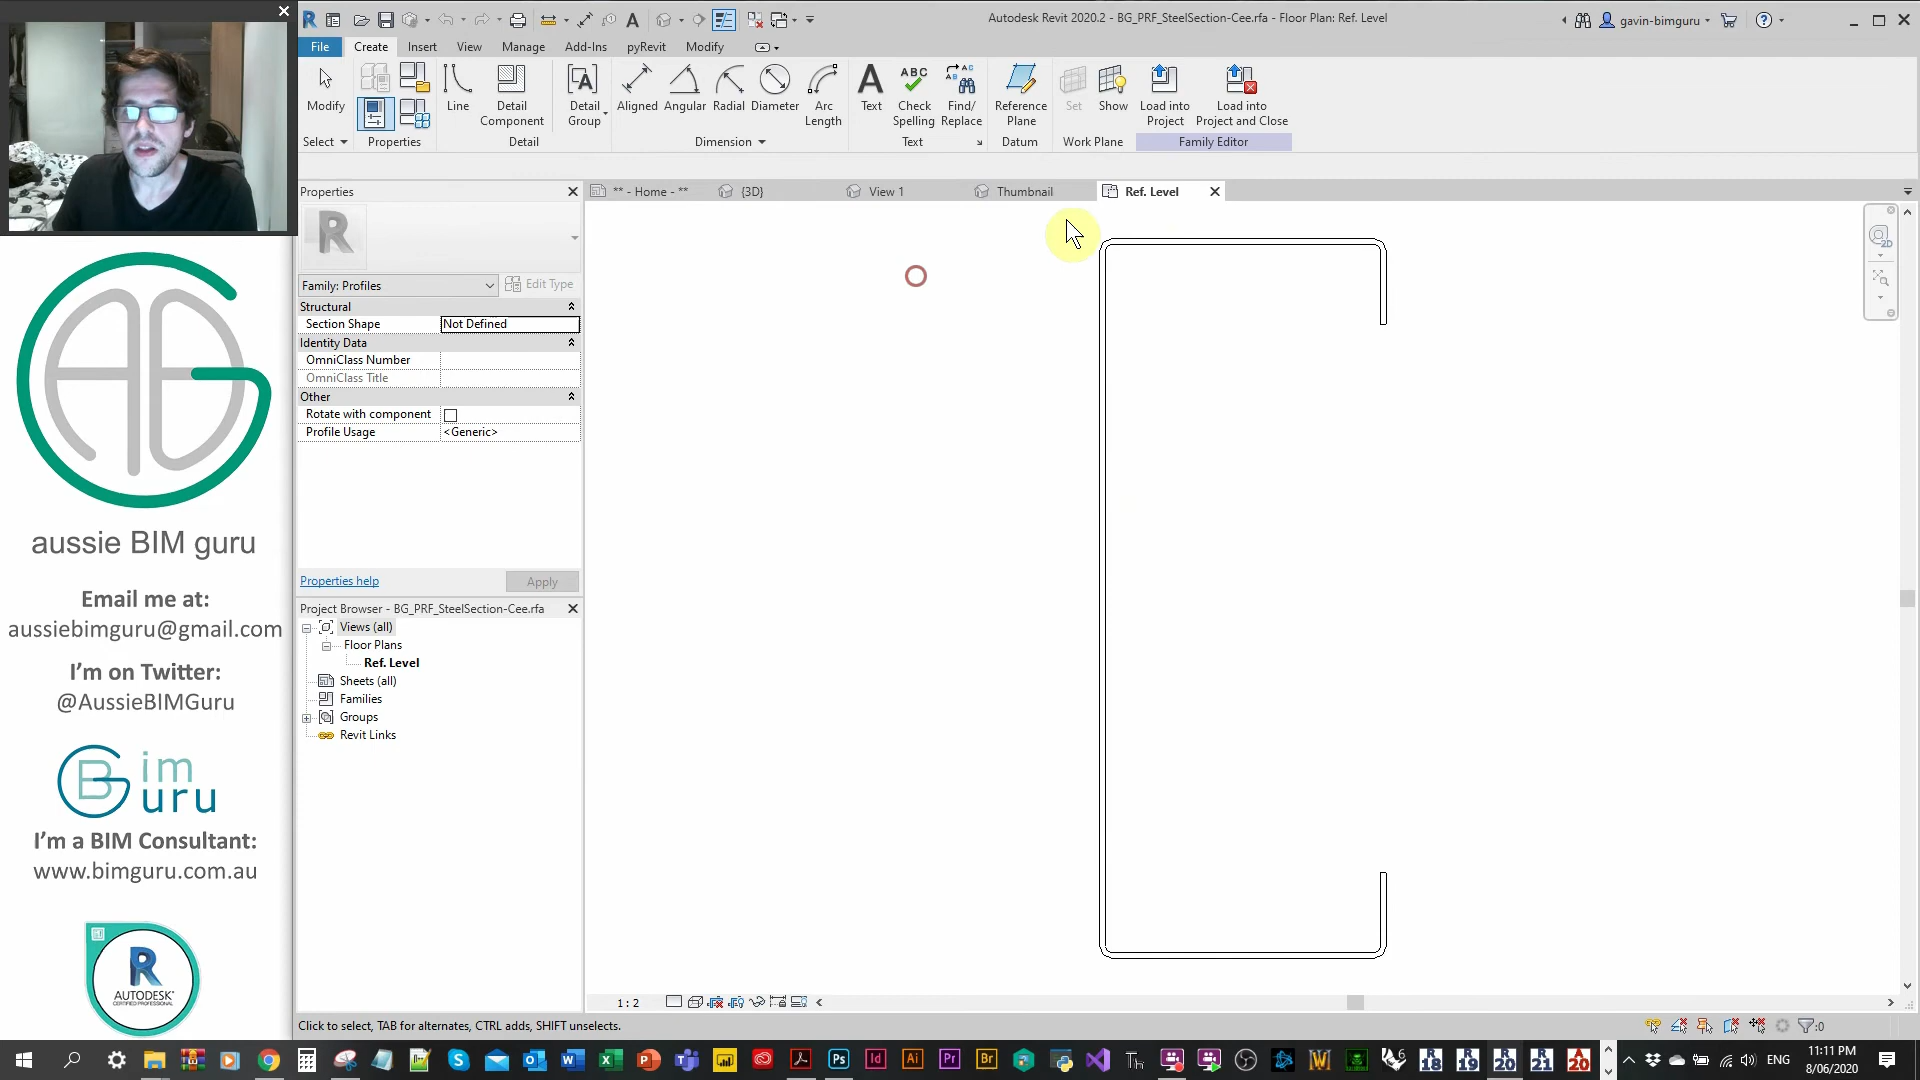 Autodesk Revit 2020.2 - BG_PRF_SteelSection-Cee.rfa - Floor Plan: Ref. Level
gavin-bimguru
File Create Insert View Manage Add-Ins pyRevit Modify
Modify
Line
Detail Component
Detail Group
Aligned
Angular
Radial
Diameter
Arc Length
Text
ABC
Check Spelling
Find/ Replace
Reference Plane
Set
Show
Load into Project
Load into Project and Close
Select Properties Detail Dimension Text Datum Work Plane Family Editor
Properties
** - Home - ** {3D} View 1 Thumbnail Ref. Level
2D
R
Family: Profiles
Edit Type
Structural
Section Shape Not Defined
Identity Data
OmniClass Number
OmniClass Title
Other
Rotate with component
Profile Usage <Generic>
Properties help
Apply
Project Browser - BG_PRF_SteelSection-Cee.rfa
Views (all)
Floor Plans
Ref. Level
Sheets (all)
Families
Groups
Revit Links
aussie BIM guru
Email me at:
aussiebimguru@gmail.com
I'm on Twitter:
@AussieBIMGuru
Bim
Guru
I'm a BIM Consultant:
www.bimguru.com.au
R
AUTODESK
CERTIFIED PROFESSIONAL
1 : 2
Click to select, TAB for alternates, CTRL adds, SHIFT unselects.
:0
ENG
11:11 PM
8/06/2020